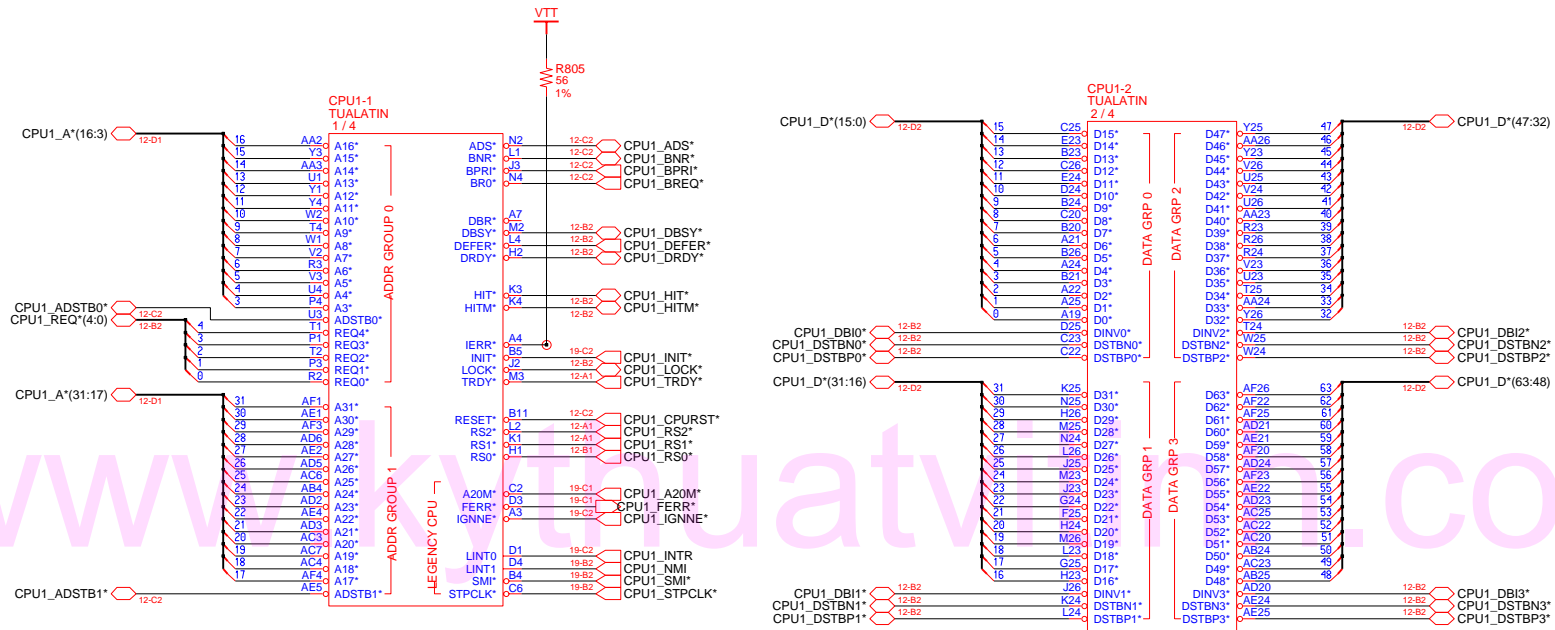 VTT
R805
56
1%
CPU1-1
TUALATIN
1 / 4
CPU1_A*(16:3) 12-D1
16 AA2 A16*
15 Y3 A15*
14 AA3 A14*
13 U1 A13*
12 Y1 A12*
11 Y4 A11*
10 W2 A10*
9 T4 A9*
8 W1 A8*
7 V2 A7*
6 R3 A6*
5 V3 A5*
4 U4 A4*
3 P4 A3*
ADDR GROUP 0
CPU1_ADSTB0* 12-C2 U3 ADSTB0*
CPU1_REQ*(4:0) 12-B2
4 T1 REQ4*
3 P1 REQ3*
2 T2 REQ2*
1 P3 REQ1*
0 R2 REQ0*
CPU1_A*(31:17) 12-D1
31 AF1 A31*
30 AE1 A30*
29 AF3 A29*
28 AD6 A28*
27 AE2 A27*
26 AD5 A26*
25 AC6 A25*
24 AB4 A24*
23 AD2 A23*
22 AE4 A22*
21 AD3 A21*
20 AC3 A20*
19 AC7 A19*
18 AC4 A18*
17 AF4 A17*
ADDR GROUP 1
CPU1_ADSTB1* 12-C2 AE5 ADSTB1*
ADS* N2 12-C2 CPU1_ADS*
BNR* L1 12-C2 CPU1_BNR*
BPRI* J3 12-C2 CPU1_BPRI*
BR0* N4 12-C2 CPU1_BREQ*
DBR* A7
DBSY* M2 12-B2 CPU1_DBSY*
DEFER* L4 12-B2 CPU1_DEFER*
DRDY* H2 12-B2 CPU1_DRDY*
HIT* K3 12-B2 CPU1_HIT*
HITM* K4 12-B2 CPU1_HITM*
IERR* A4
INIT* B5 19-C2 CPU1_INIT*
LOCK* J2 12-B2 CPU1_LOCK*
TRDY* M3 12-A1 CPU1_TRDY*
RESET* B11 12-C2 CPU1_CPURST*
RS2* L2 12-A1 CPU1_RS2*
RS1* K1 12-A1 CPU1_RS1*
RS0* H1 12-B1 CPU1_RS0*
LEGENCY CPU
A20M* C2 19-C1 CPU1_A20M*
FERR* D3 19-C1 CPU1_FERR*
IGNNE* A3 19-C2 CPU1_IGNNE*
LINT0 D1 19-C2 CPU1_INTR
LINT1 D4 19-B2 CPU1_NMI
SMI* B4 19-B2 CPU1_SMI*
STPCLK* C6 19-B2 CPU1_STPCLK*
CPU1-2
TUALATIN
2 / 4
CPU1_D*(15:0) 12-D2
15 C25 D15*
14 E23 D14*
13 B23 D13*
12 C26 D12*
11 E24 D11*
10 D24 D10*
9 B24 D9*
8 C20 D8*
7 B20 D7*
6 A21 D6*
5 B26 D5*
4 A24 D4*
3 B21 D3*
2 A22 D2*
1 A25 D1*
0 A19 D0*
DATA GRP 0
CPU1_DBI0* 12-B2 D25 DINV0*
CPU1_DSTBN0* 12-B2 C23 DSTBN0*
CPU1_DSTBP0* 12-B2 C22 DSTBP0*
CPU1_D*(31:16) 12-D2
31 K25 D31*
30 N25 D30*
29 H26 D29*
28 M25 D28*
27 N24 D27*
26 L26 D26*
25 J25 D25*
24 M23 D24*
23 J23 D23*
22 G24 D22*
21 F25 D21*
20 H24 D20*
19 M26 D19*
18 L23 D18*
17 G25 D17*
16 H23 D16*
DATA GRP 1
CPU1_DBI1* 12-B2 J26 DINV1*
CPU1_DSTBN1* 12-B2 K24 DSTBN1*
CPU1_DSTBP1* 12-B2 L24 DSTBP1*
CPU1_D*(47:32) 12-D2
D47* Y25 47
D46* AA26 46
D45* Y23 45
D44* V26 44
D43* U25 43
D42* V24 42
D41* U26 41
D40* AA23 40
D39* R23 39
D38* R26 38
D37* R24 37
D36* V23 36
D35* U23 35
D34* T25 34
D33* AA24 33
D32* Y26 32
DATA GRP 2
DINV2* T24 12-B2 CPU1_DBI2*
DSTBN2* W25 12-B2 CPU1_DSTBN2*
DSTBP2* W24 12-B2 CPU1_DSTBP2*
CPU1_D*(63:48) 12-D2
D63* AF26 63
D62* AF22 62
D61* AF25 61
D60* AD21 60
D59* AE21 59
D58* AF20 58
D57* AD24 57
D56* AF23 56
D55* AE22 55
D54* AD23 54
D53* AC25 53
D52* AC22 52
D51* AC20 51
D50* AB24 50
D49* AC23 49
D48* AB25 48
DATA GRP 3
DINV3* AD20 12-B2 CPU1_DBI3*
DSTBN3* AE24 12-B2 CPU1_DSTBN3*
DSTBP3* AE25 12-B2 CPU1_DSTBP3*
www.kythuatvitinh.co